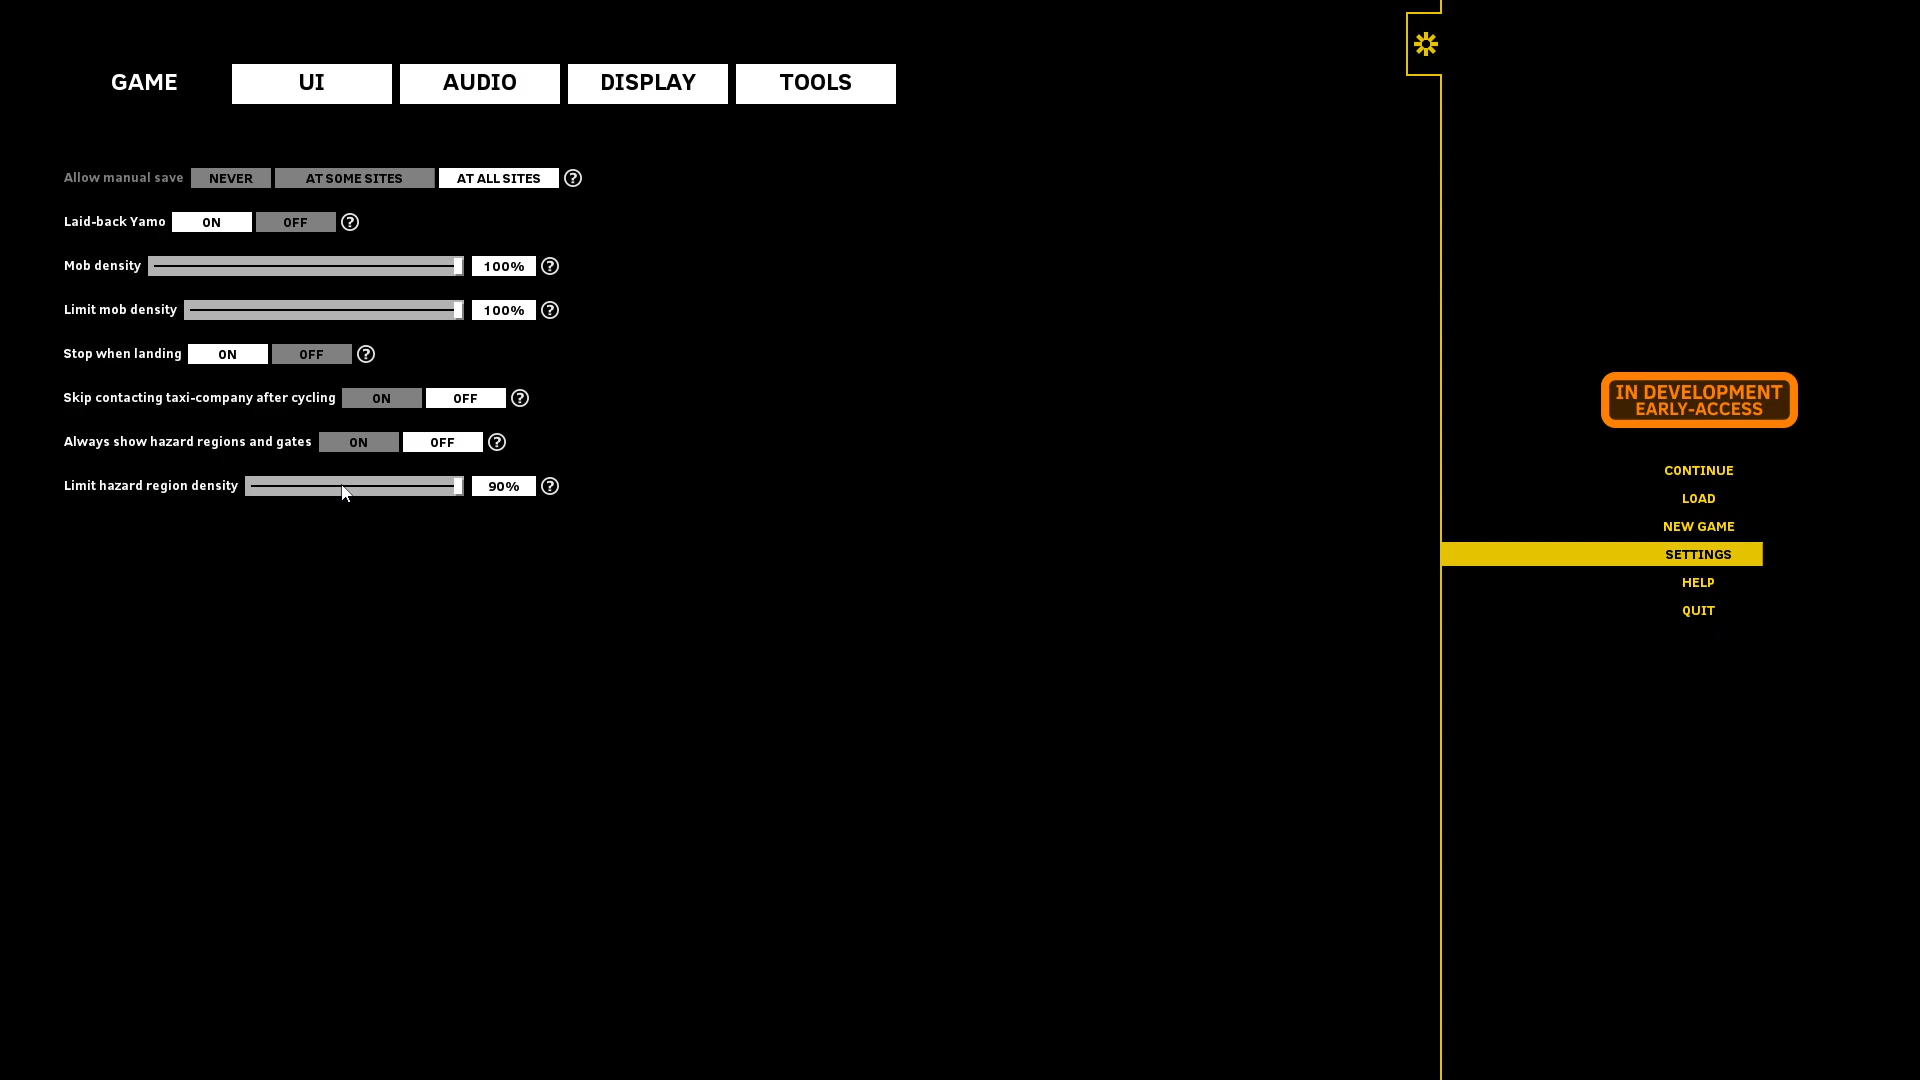 GAME UI AUDIO DISPLAY TOOLS
Allow manual save NEVER AT SOME SITES AT ALL SITES ?
Laid-back Yamo ON OFF ?
Mob density 100% ?
Limit mob density 100% ?
Stop when landing ON OFF ?
Skip contacting taxi-company after cycling ON OFF ?
Always show hazard regions and gates ON OFF ?
Limit hazard region density 90% ?
IN DEVELOPMENT
EARLY-ACCESS
CONTINUE
LOAD
NEW GAME
SETTINGS
HELP
QUIT